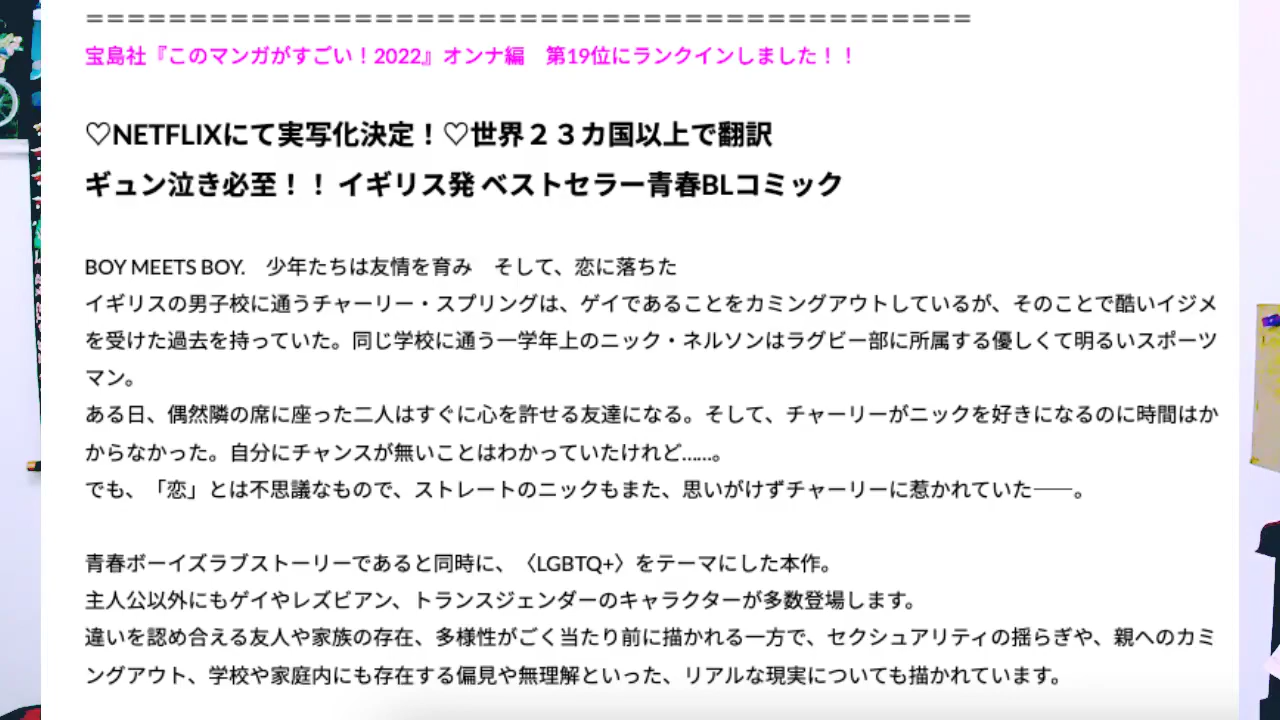 ＝＝＝＝＝＝＝＝＝＝＝＝＝＝＝＝＝＝＝＝＝＝＝＝＝＝＝＝＝＝＝＝＝＝＝＝＝＝＝＝＝＝＝
宝島社『このマンガがすごい！2022』オンナ編　第19位にランクインしました！！
♡NETFLIXにて実写化決定！♡世界２３カ国以上で翻訳
ギュン泣き必至！！ イギリス発 ベストセラー青春BLコミック
BOY MEETS BOY.　少年たちは友情を育み　そして、恋に落ちた
イギリスの男子校に通うチャーリー・スプリングは、ゲイであることをカミングアウトしているが、そのことで酷いイジメ
を受けた過去を持っていた。同じ学校に通う一学年上のニック・ネルソンはラグビー部に所属する優しくて明るいスポーツ
マン。
ある日、偶然隣の席に座った二人はすぐに心を許せる友達になる。そして、チャーリーがニックを好きになるのに時間はか
からなかった。自分にチャンスが無いことはわかっていたけれど……。
でも、「恋」とは不思議なもので、ストレートのニックもまた、思いがけずチャーリーに惹かれていた――。
青春ボーイズラブストーリーであると同時に、〈LGBTQ+〉をテーマにした本作。
主人公以外にもゲイやレズビアン、トランスジェンダーのキャラクターが多数登場します。
違いを認め合える友人や家族の存在、多様性がごく当たり前に描かれる一方で、セクシュアリティの揺らぎや、親へのカミ
ングアウト、学校や家庭内にも存在する偏見や無理解といった、リアルな現実についても描かれています。